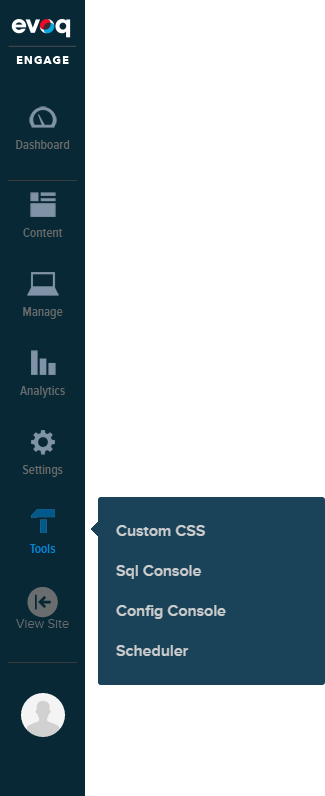 evoq
ENGAGE
Dashboard
Content
Manage
Analytics
Settings
Tools
Custom CSS
Sql Console
Config Console
Scheduler
View Site